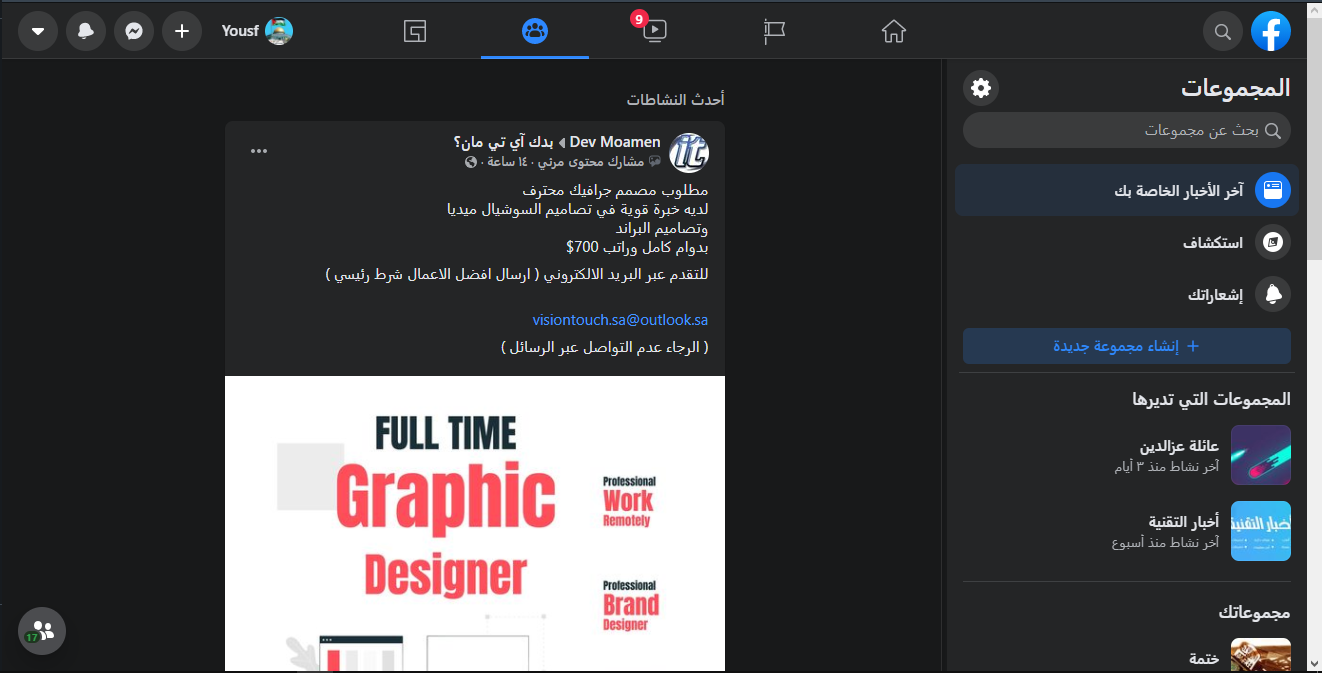 Yousf
9
المجموعات
بحث عن مجموعات
آخر الأخبار الخاصة بك
استكشاف
إشعاراتك
+ إنشاء مجموعة جديدة
المجموعات التي تديرها
عائلة عزالدين
آخر نشاط منذ ٣ أيام
أخبار التقنية
آخر نشاط منذ أسبوع
مجموعاتك
ختمة
أحدث النشاطات
it
Dev Moamen ◂ بدك آي تي مان؟
مشارك محتوى مرئي · ١٤ ساعة ·
مطلوب مصمم جرافيك محترف
لديه خبرة قوية في تصاميم السوشيال ميديا
وتصاميم البراند
بدوام كامل وراتب 700$
للتقدم عبر البريد الالكتروني ( ارسال افضل الاعمال شرط رئيسي )
visiontouch.sa@outlook.sa
( الرجاء عدم التواصل عبر الرسائل )
FULL TIME
Graphic
Designer
Professional
Work
Remotely
Professional
Brand
Designer
17